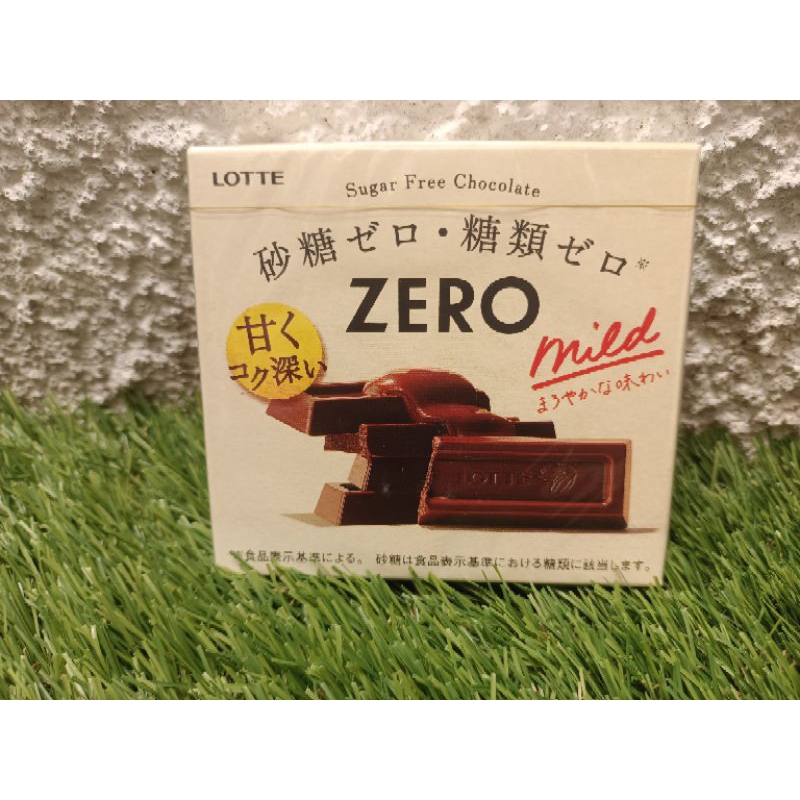 LOTTE
Sugar Free Chocolate
砂糖ゼロ・糖類ゼロ※
ZERO
甘く
コク深い
mild
まろやかな味わい
LOTTE
※食品表示基準による。 砂糖は食品表示基準における糖類に該当します。